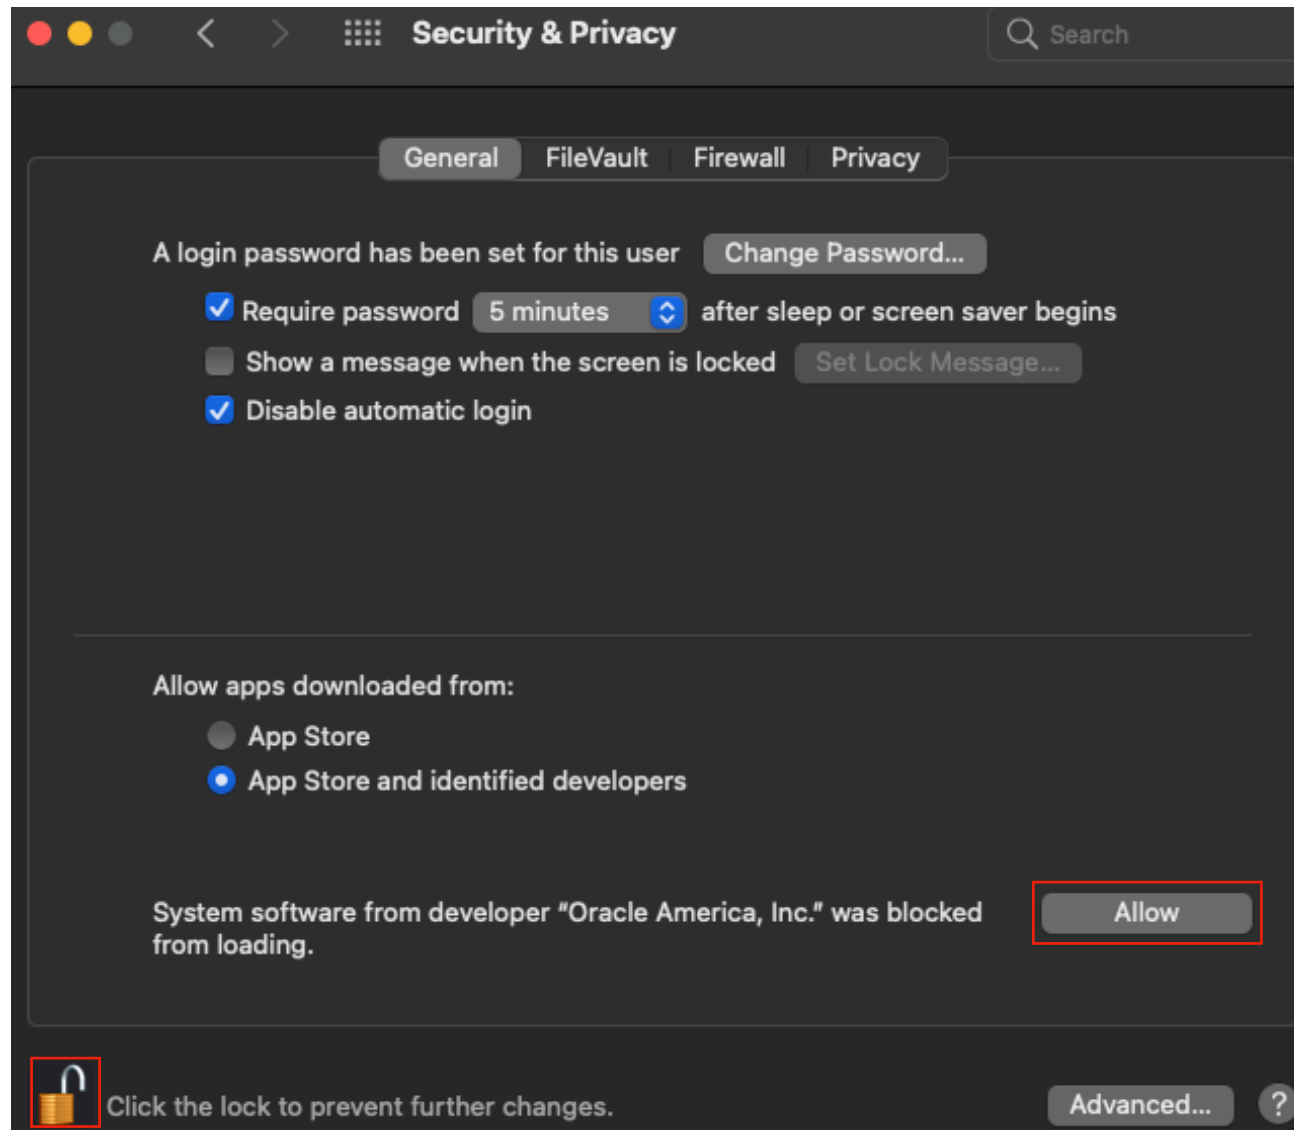 Security & Privacy
Search
General FileVault Firewall Privacy
A login password has been set for this user Change Password...
Require password 5 minutes after sleep or screen saver begins
Show a message when the screen is locked Set Lock Message...
Disable automatic login
Allow apps downloaded from:
App Store
App Store and identified developers
System software from developer “Oracle America, Inc.” was blocked Allow
from loading.
Click the lock to prevent further changes. Advanced... ?